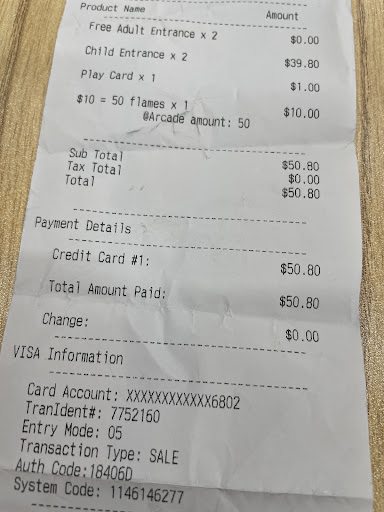 Product Name Amount
Free Adult Entrance x 2 $0.00
Child Entrance x 2 $39.80
Play Card x 1 $1.00
$10 = 50 flames x 1 $10.00
@Arcade amount: 50
Sub Total $50.80
Tax Total $0.00
Total $50.80
Payment Details
Credit Card #1: $50.80
Total Amount Paid: $50.80
Change: $0.00
VISA Information
Card Account: XXXXXXXXXXXX6802
TranIdent#: 7752160
Entry Mode: 05
Transaction Type: SALE
Auth Code:18406D
System Code: 1146146277